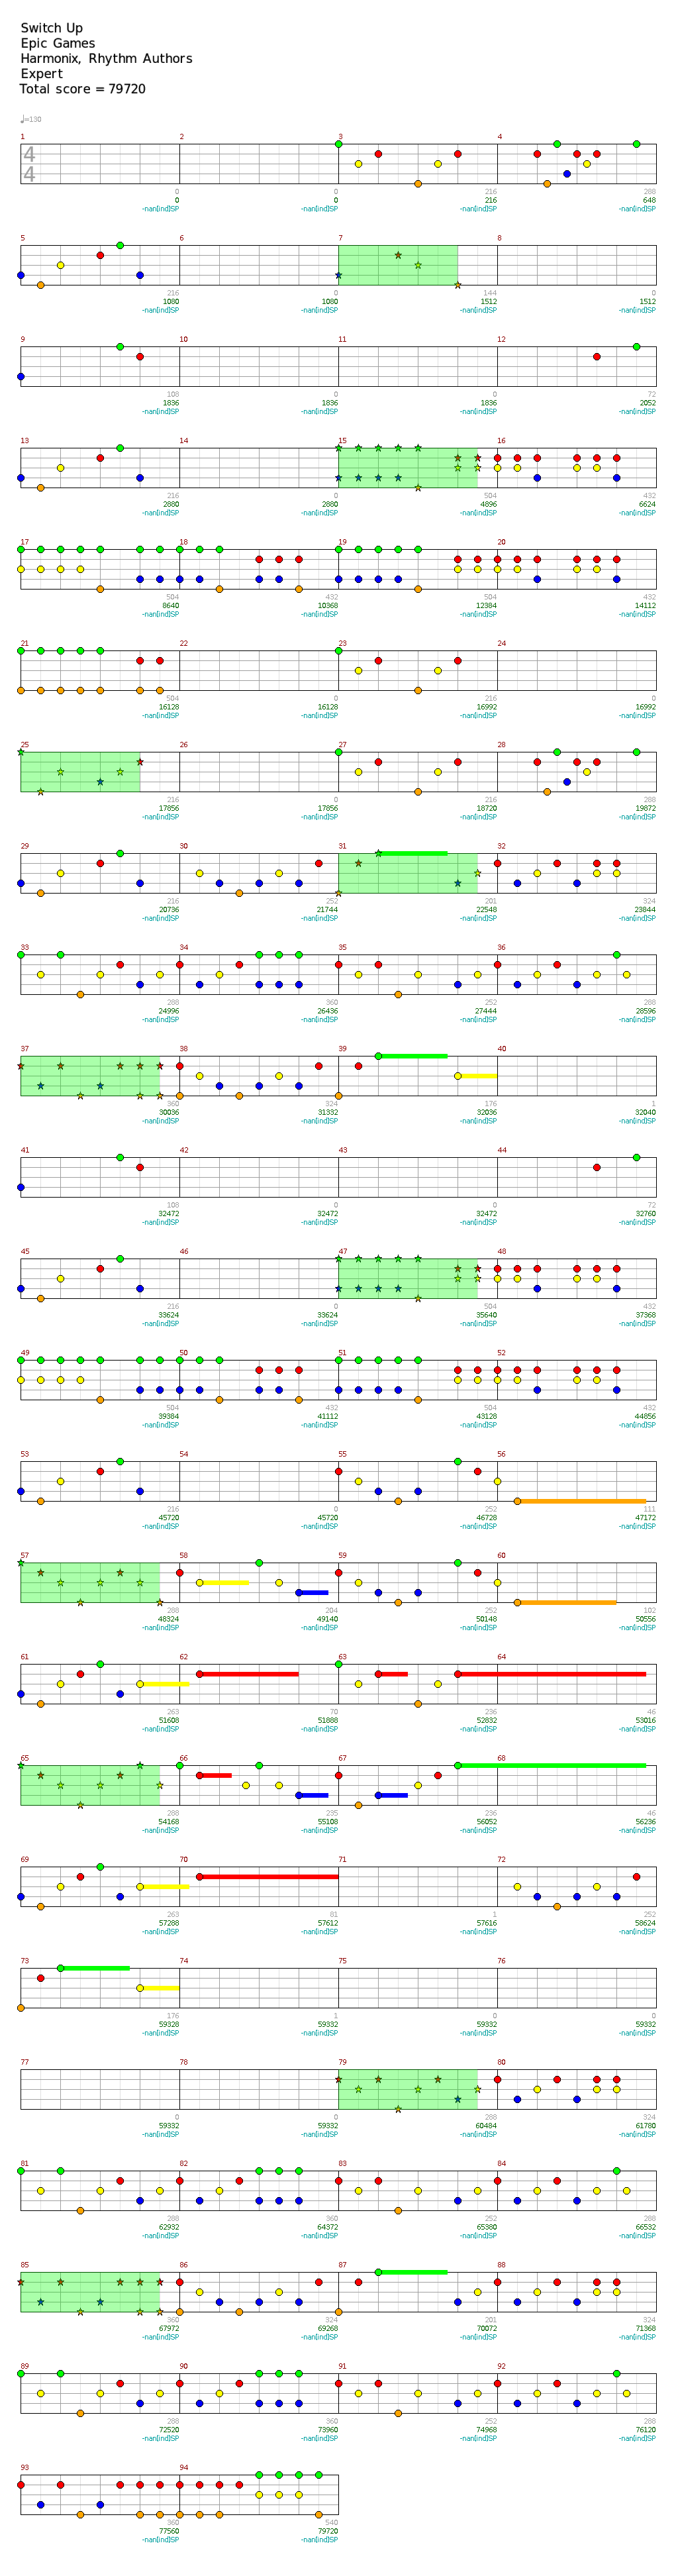 Switch Up
Epic Games
Harmonix, Rhythm Authors
Expert
Total score = 79720
♩=130
1 2 3 4
4
4
0 0 216 288
0 0 216 648
-nan[ind]SP -nan[ind]SP -nan[ind]SP -nan[ind]SP
5 6 7 8
216 0 144 0
1080 1080 1512 1512
-nan[ind]SP -nan[ind]SP -nan[ind]SP -nan[ind]SP
9 10 11 12
108 0 0 72
1836 1836 1836 2052
-nan[ind]SP -nan[ind]SP -nan[ind]SP -nan[ind]SP
13 14 15 16
216 0 504 432
2880 2880 4896 6624
-nan[ind]SP -nan[ind]SP -nan[ind]SP -nan[ind]SP
17 18 19 20
504 432 504 432
8640 10368 12384 14112
-nan[ind]SP -nan[ind]SP -nan[ind]SP -nan[ind]SP
21 22 23 24
504 0 216 0
16128 16128 16992 16992
-nan[ind]SP -nan[ind]SP -nan[ind]SP -nan[ind]SP
25 26 27 28
216 0 216 288
17856 17856 18720 19872
-nan[ind]SP -nan[ind]SP -nan[ind]SP -nan[ind]SP
29 30 31 32
216 252 201 324
20736 21744 22548 23844
-nan[ind]SP -nan[ind]SP -nan[ind]SP -nan[ind]SP
33 34 35 36
288 360 252 288
24996 26436 27444 28596
-nan[ind]SP -nan[ind]SP -nan[ind]SP -nan[ind]SP
37 38 39 40
360 324 176 1
30036 31332 32036 32040
-nan[ind]SP -nan[ind]SP -nan[ind]SP -nan[ind]SP
41 42 43 44
108 0 0 72
32472 32472 32472 32760
-nan[ind]SP -nan[ind]SP -nan[ind]SP -nan[ind]SP
45 46 47 48
216 0 504 432
33624 33624 35640 37368
-nan[ind]SP -nan[ind]SP -nan[ind]SP -nan[ind]SP
49 50 51 52
504 432 504 432
39384 41112 43128 44856
-nan[ind]SP -nan[ind]SP -nan[ind]SP -nan[ind]SP
53 54 55 56
216 0 252 111
45720 45720 46728 47172
-nan[ind]SP -nan[ind]SP -nan[ind]SP -nan[ind]SP
57 58 59 60
288 204 252 102
48324 49140 50148 50556
-nan[ind]SP -nan[ind]SP -nan[ind]SP -nan[ind]SP
61 62 63 64
263 70 236 46
51608 51888 52832 53016
-nan[ind]SP -nan[ind]SP -nan[ind]SP -nan[ind]SP
65 66 67 68
288 235 236 46
54168 55108 56052 56236
-nan[ind]SP -nan[ind]SP -nan[ind]SP -nan[ind]SP
69 70 71 72
263 81 1 252
57288 57612 57616 58624
-nan[ind]SP -nan[ind]SP -nan[ind]SP -nan[ind]SP
73 74 75 76
176 1 0 0
59328 59332 59332 59332
-nan[ind]SP -nan[ind]SP -nan[ind]SP -nan[ind]SP
77 78 79 80
0 0 288 324
59332 59332 60484 61780
-nan[ind]SP -nan[ind]SP -nan[ind]SP -nan[ind]SP
81 82 83 84
288 360 252 288
62932 64372 65380 66532
-nan[ind]SP -nan[ind]SP -nan[ind]SP -nan[ind]SP
85 86 87 88
360 324 201 324
67972 69268 70072 71368
-nan[ind]SP -nan[ind]SP -nan[ind]SP -nan[ind]SP
89 90 91 92
288 360 252 288
72520 73960 74968 76120
-nan[ind]SP -nan[ind]SP -nan[ind]SP -nan[ind]SP
93 94
360 540
77560 79720
-nan[ind]SP -nan[ind]SP